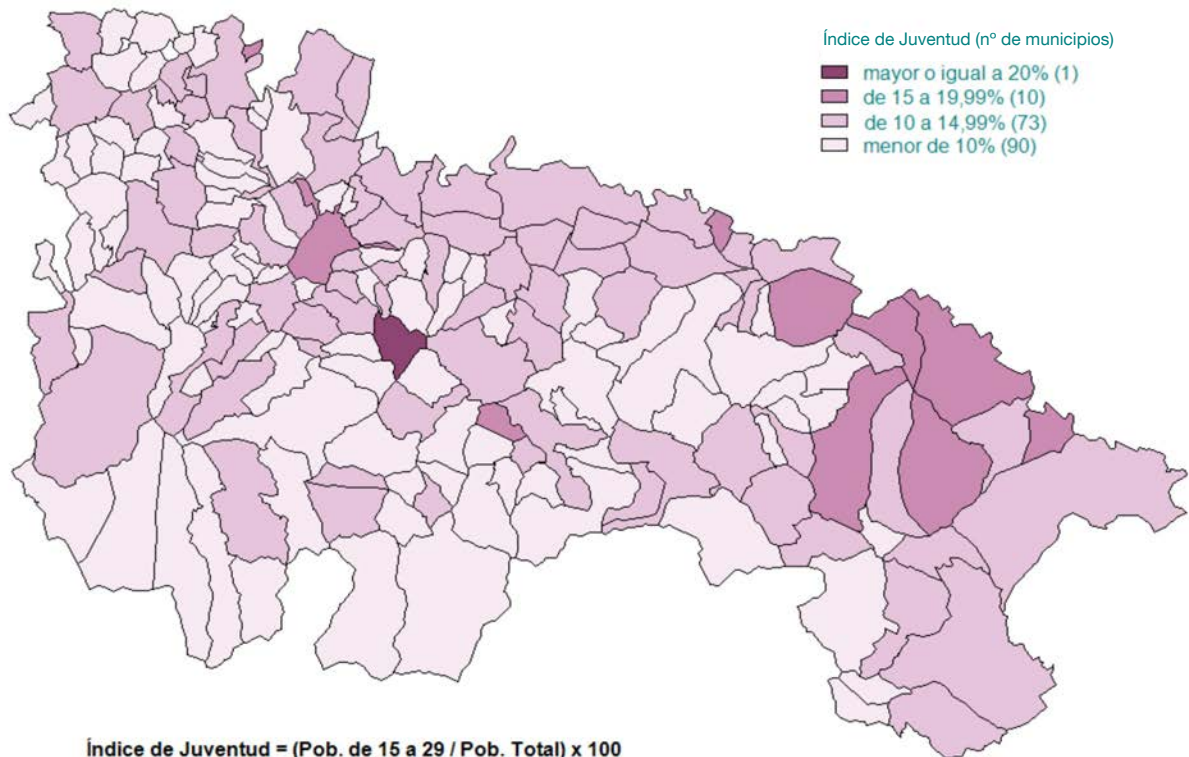 Índice de Juventud (nº de municipios)
mayor o igual a 20% (1)
de 15 a 19,99% (10)
de 10 a 14,99% (73)
menor de 10% (90)
Índice de Juventud = (Pob. de 15 a 29 / Pob. Total) x 100